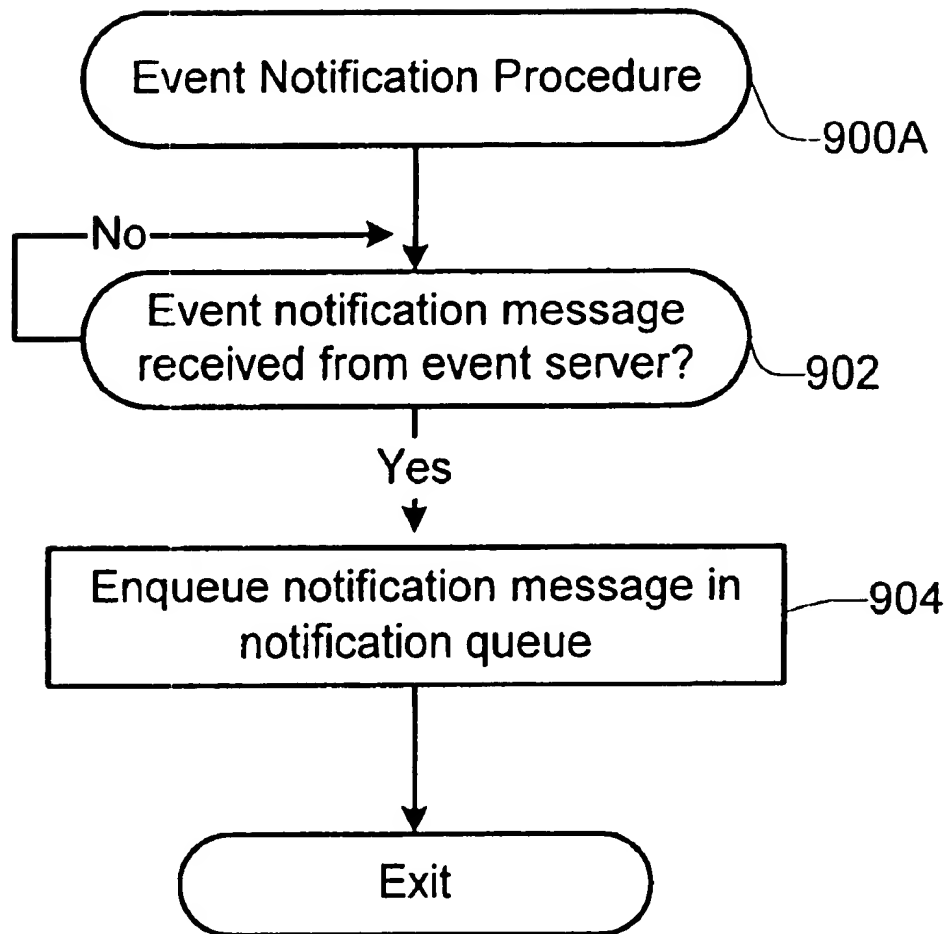 Event Notification Procedure
900A
No
Event notification message
received from event server?
902
Yes
Enqueue notification message in
notification queue
904
Exit